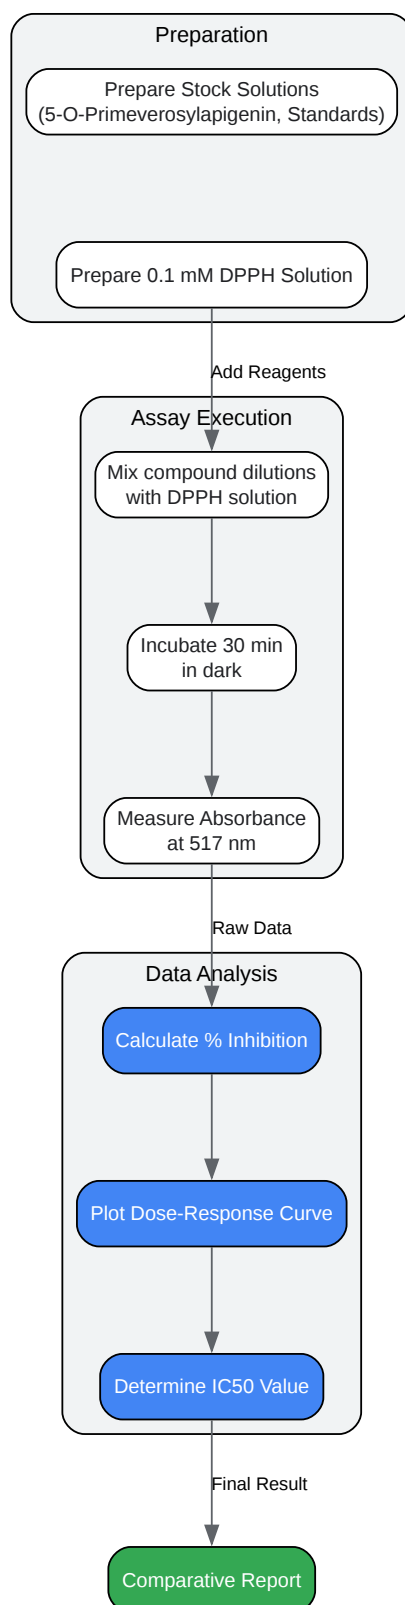 Preparation
Prepare Stock Solutions
(5-O-Primeverosylapigenin, Standards)
Prepare 0.1 mM DPPH Solution
Add Reagents
Assay Execution
Mix compound dilutions
with DPPH solution
Incubate 30 min
in dark
Measure Absorbance
at 517 nm
Raw Data
Data Analysis
Calculate % Inhibition
Plot Dose-Response Curve
Determine IC50 Value
Final Result
Comparative Report